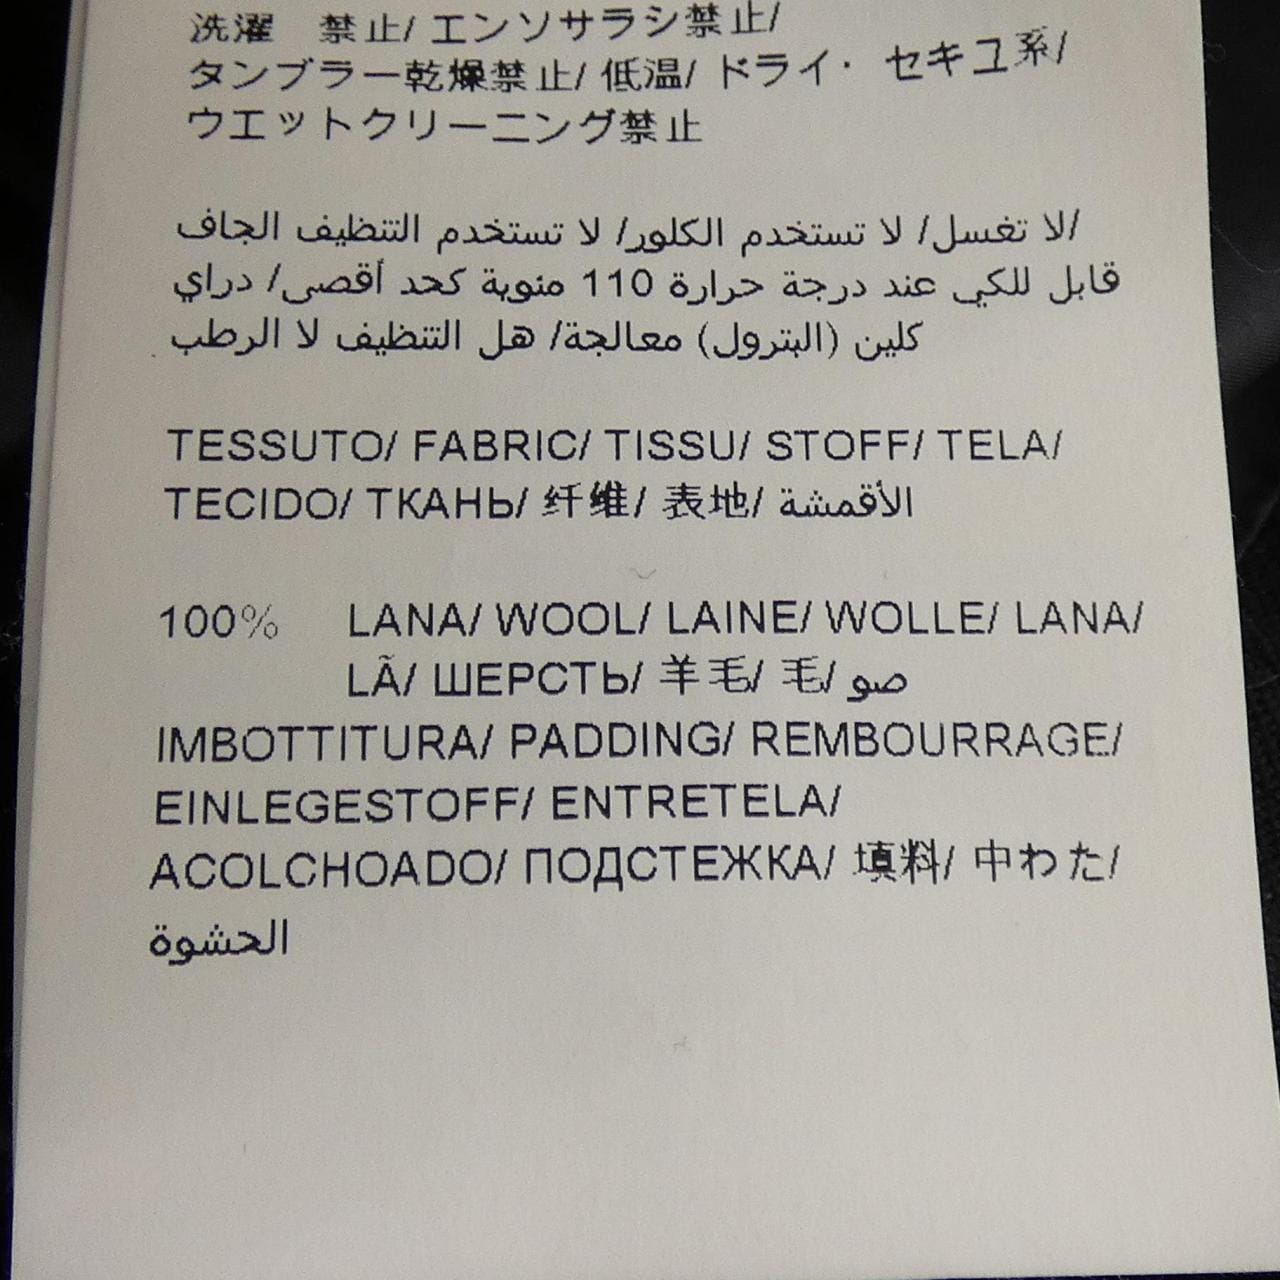 洗濯　禁止/ エンソサラシ禁止/
タンブラー乾燥禁止/ 低温/ ドライ・ セキユ系/
ウエットクリーニング禁止
لا تغسل/ لا تستخدم الكلور/ لا تستخدم التنظيف الجاف/
قابل للكي عند درجة حرارة 110 مئوية كحد أقصى/ دراي
كلين (البترول) معالجة/ هل التنظيف لا الرطب
TESSUTO/ FABRIC/ TISSU/ STOFF/ TELA/
TECIDO/ ТКАНЬ/ 纤维/ 表地/ الأقمشة
100% LANA/ WOOL/ LAINE/ WOLLE/ LANA/
LÃ/ ШЕРСТЬ/ 羊毛/ 毛/ صو
IMBOTTITURA/ PADDING/ REMBOURRAGE/
EINLEGESTOFF/ ENTRETELA/
ACOLCHOADO/ ПОДСТЕЖКА/ 填料/ 中わた/
الحشوة